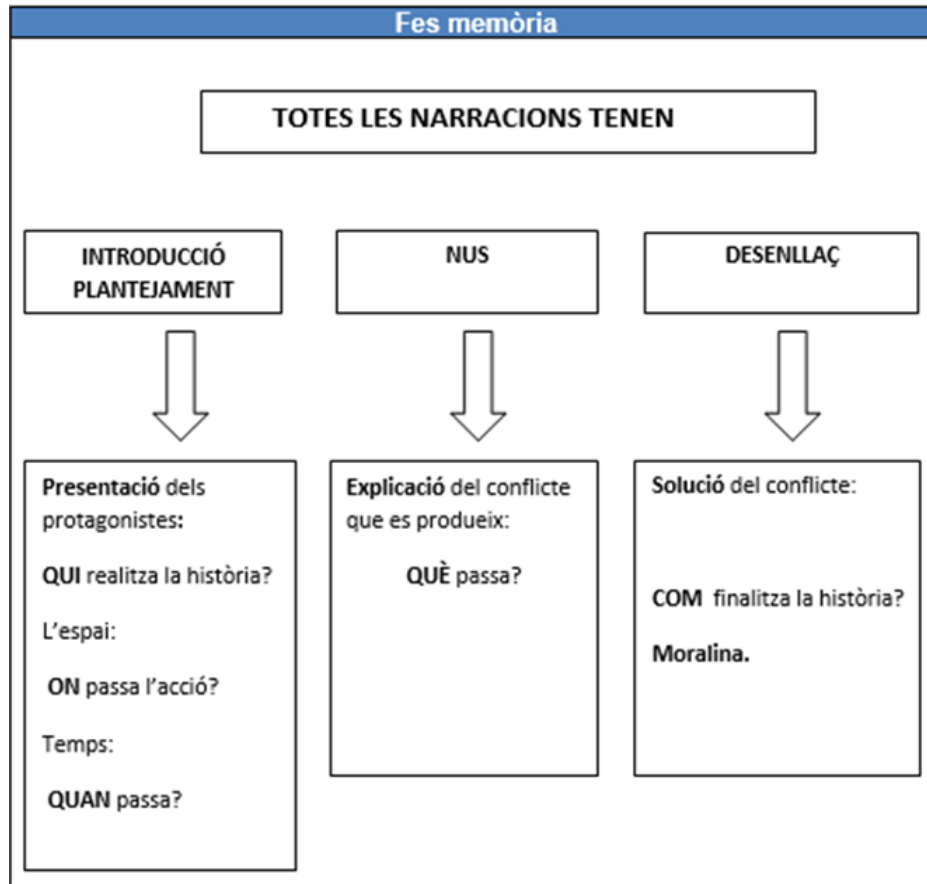 Fes memòria
TOTES LES NARRACIONS TENEN
INTRODUCCIÓ
PLANTEJAMENT
Presentació dels
protagonistes:
QUI realitza la història?
L'espai:
ON passa l'acció?
Temps:
QUAN passa?
NUS
Explicació del conflicte
que es produeix:
QUÈ passa?
DESENLLAÇ
Solució del conflicte:
COM finalitza la història?
Moralina.